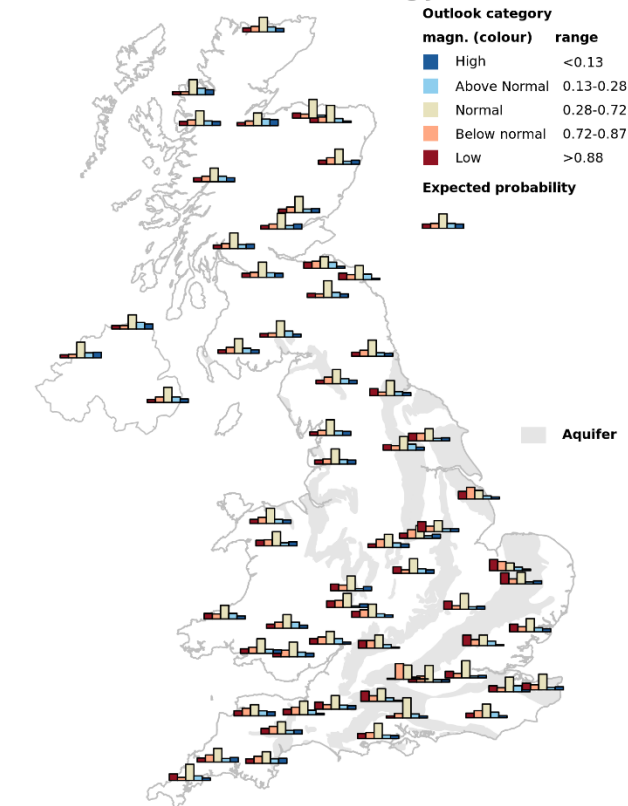 Outlook category
magn. (colour) range
High <0.13
Above Normal 0.13-0.28
Normal 0.28-0.72
Below normal 0.72-0.87
Low >0.88
Expected probability
Aquifer